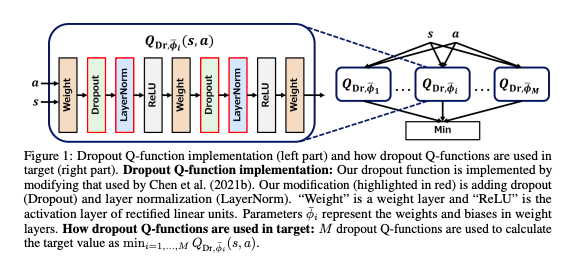 Q_{Dr,\bar{ϕ}_i}(s, a)
a
s
Weight
Dropout
LayerNorm
ReLU
Weight
Dropout
LayerNorm
ReLU
Weight
s a
Q_{Dr,\bar{ϕ}_1} ... Q_{Dr,\bar{ϕ}_i} ... Q_{Dr,\bar{ϕ}_M}
Min
Figure 1: Dropout Q-function implementation (left part) and how dropout Q-functions are used in
target (right part). Dropout Q-function implementation: Our dropout function is implemented by
modifying that used by Chen et al. (2021b). Our modification (highlighted in red) is adding dropout
(Dropout) and layer normalization (LayerNorm). “Weight” is a weight layer and “ReLU” is the
activation layer of rectified linear units. Parameters \bar{ϕ}_i represent the weights and biases in weight
layers. How dropout Q-functions are used in target: M dropout Q-functions are used to calculate
the target value as min_{i=1,...,M} Q_{Dr,\bar{ϕ}_i}(s, a).